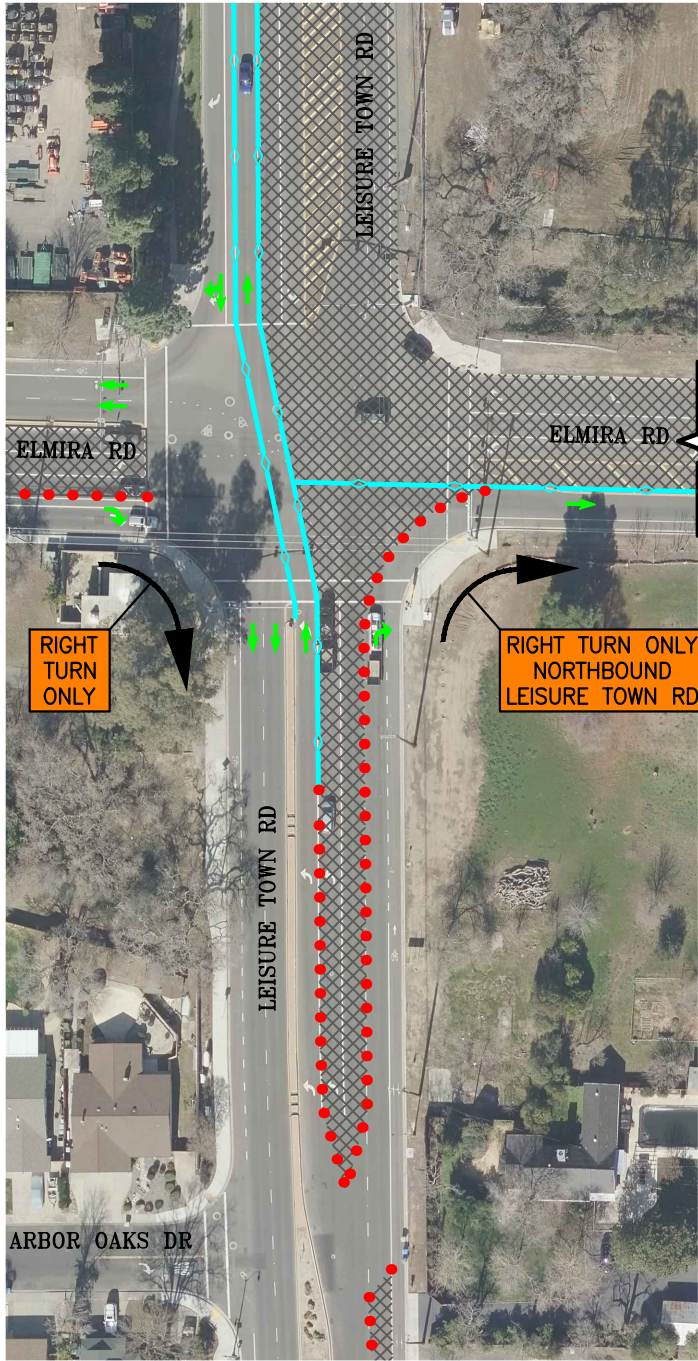 LEISURE TOWN RD
ELMIRA RD
ELMIRA RD
RIGHT
TURN
ONLY
RIGHT TURN ONLY
NORTHBOUND
LEISURE TOWN RD
LEISURE TOWN RD
ARBOR OAKS DR